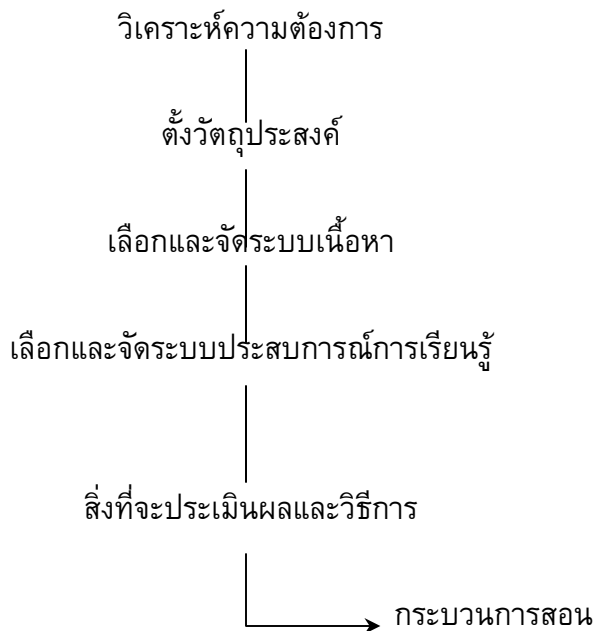 วิเคราะห์ความต้องการ
ตั้งวัตถุประสงค์
เลือกและจัดระบบเนื้อหา
เลือกและจัดระบบประสบการณ์การเรียนรู้
สิ่งที่จะประเมินผลและวิธีการ
กระบวนการสอน